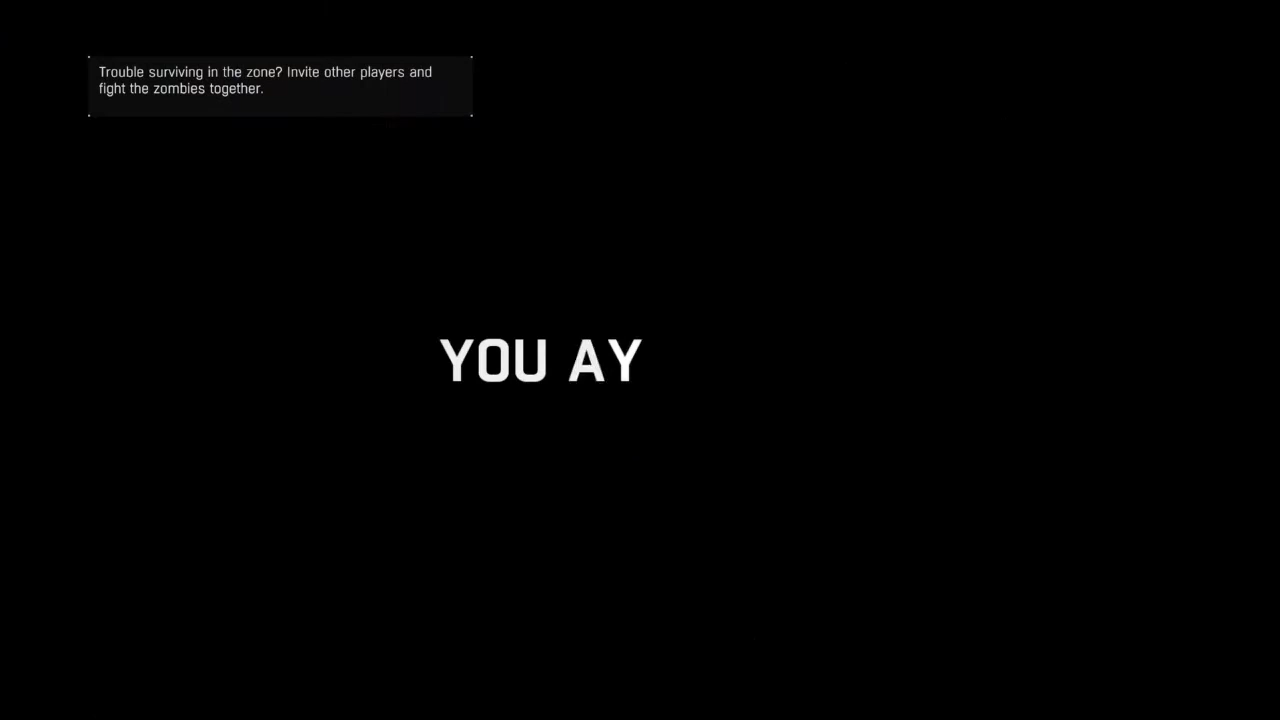 Trouble surviving in the zone? Invite other players and
fight the zombies together.
YOU AY